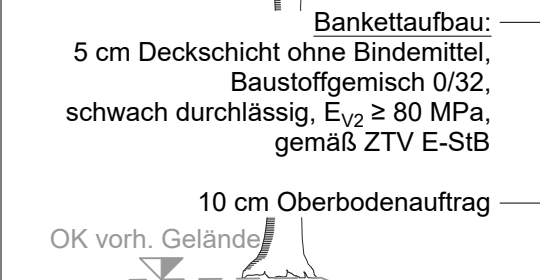 Bankettaufbau:
5 cm Deckschicht ohne Bindemittel,
Baustoffgemisch 0/32,
schwach durchlässig, E_V2 ≥ 80 MPa,
gemäß ZTV E-StB
10 cm Oberbodenauftrag
OK vorh. Gelände